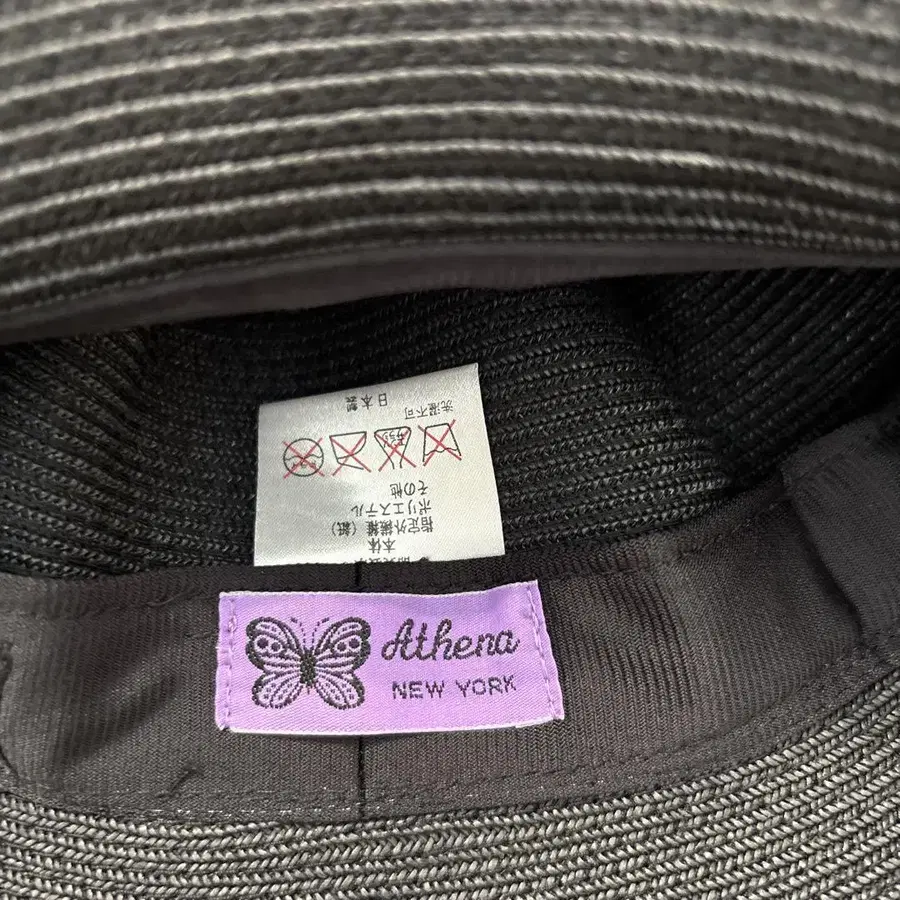 本体
指定外繊維 (紙)
ポリエステル
その他
洗濯不可
日本製
Athena
NEW YORK